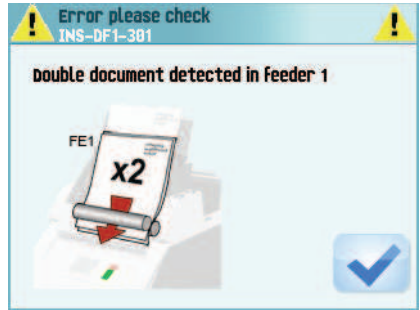 Error please check
INS-DF1-301
Double document detected in Feeder 1
FE1
x2